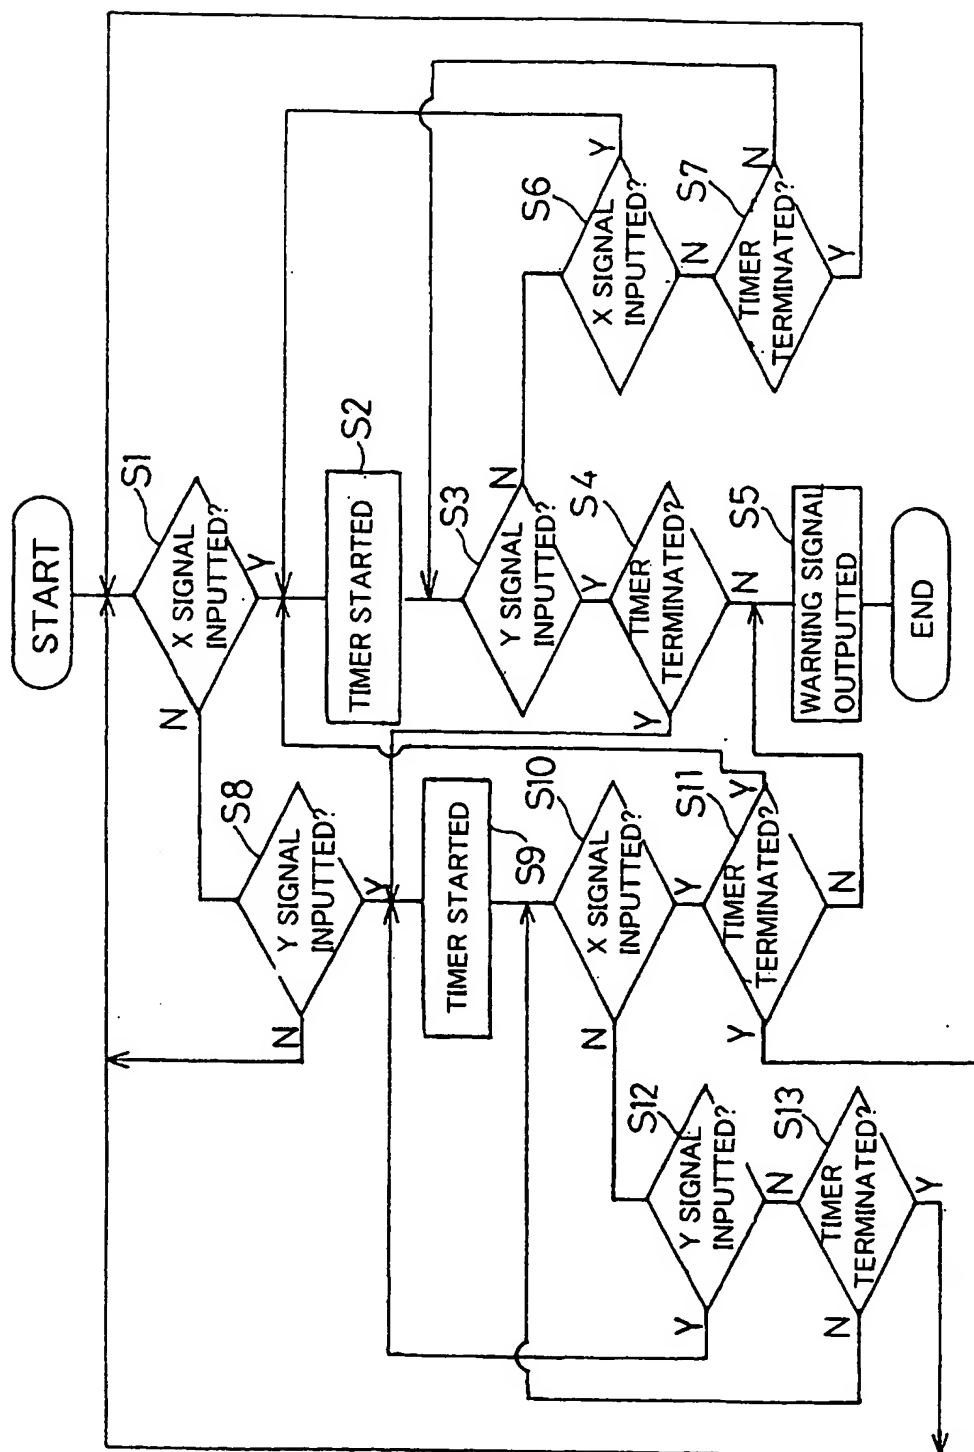 START
S1
X SIGNAL
INPUTTED?
N
Y
S2
TIMER STARTED
S3
Y SIGNAL
INPUTTED?
N
Y
S4
TIMER
TERMINATED?
Y
N
S5
WARNING SIGNAL
OUTPUTTED
END
S6
X SIGNAL
INPUTTED?
Y
N
S7
TIMER
TERMINATED?
N
Y
S8
Y SIGNAL
INPUTTED?
N
Y
TIMER STARTED
S9
S10
X SIGNAL
INPUTTED?
N
Y
S11
TIMER
TERMINATED?
Y
Y
N
S12
Y SIGNAL
INPUTTED?
Y
N
S13
TIMER
TERMINATED?
N
Y